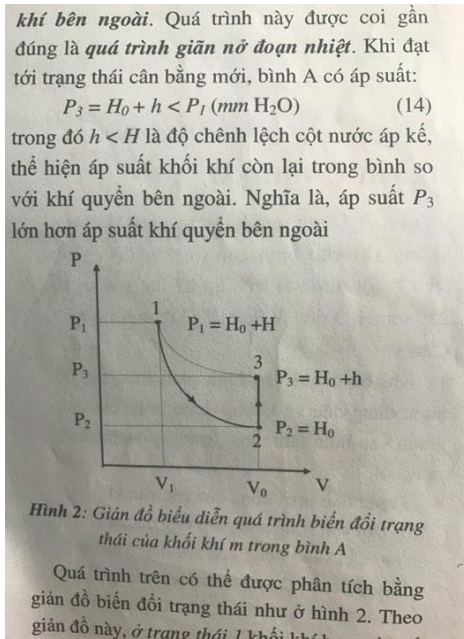 khí bên ngoài. Quá trình này được coi gần
đúng là quá trình giãn nở đoạn nhiệt. Khi đạt
tới trạng thái cân bằng mới, bình A có áp suất:
P₃ = H₀ + h < P₁ (mm H₂O) (14)
trong đó h < H là độ chênh lệch cột nước áp kế,
thể hiện áp suất khối khí còn lại trong bình so
với khí quyển bên ngoài. Nghĩa là, áp suất P₃
lớn hơn áp suất khí quyển bên ngoài
P
1
P₁ P₁ = H₀ +H
3
P₃ P₃ = H₀ +h
P₂ P₂ = H₀
2
V₁ V₀ V
Hình 2: Giản đồ biểu diễn quá trình biến đổi trạng
thái của khối khí m trong bình A
Quá trình trên có thể được phân tích bằng
giản đồ biến đổi trạng thái như ở hình 2. Theo
giản đồ này, ở trạng thái 1 khối khí